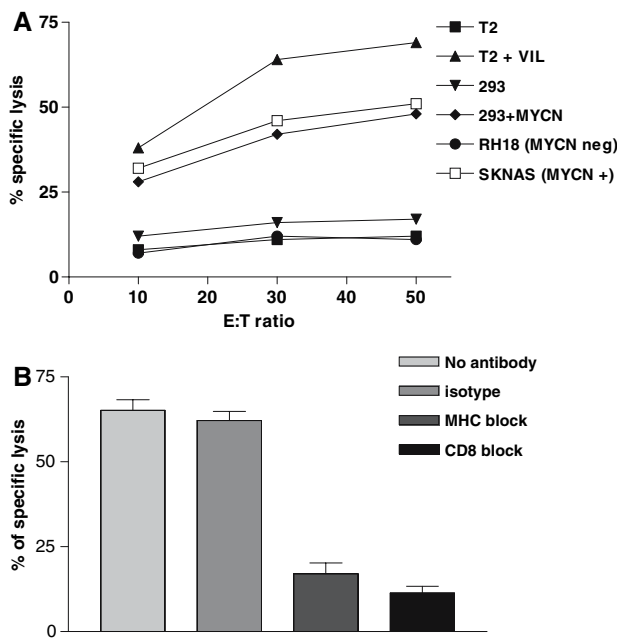 A
% specific lysis
75
50
25
0
0
10
20
30
40
50
E:T ratio
T2
T2 + VIL
293
293+MYCN
RH18 (MYCN neg)
SKNAS (MYCN +)
B
% of specific lysis
75
50
25
0
No antibody
isotype
MHC block
CD8 block